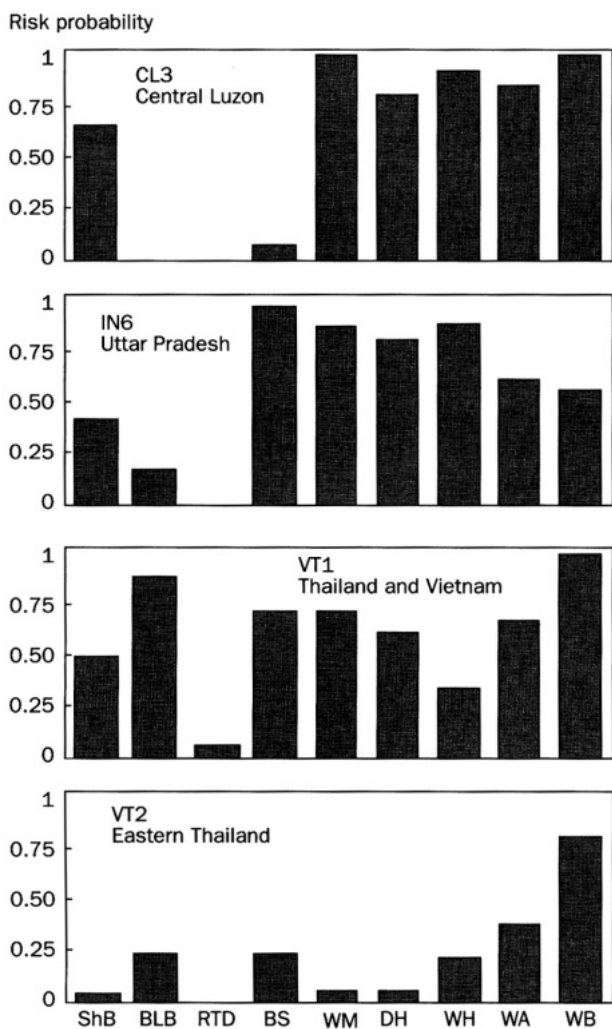 Risk probability
1
CL3
Central Luzon
0.75
0.50
0.25
0
1
IN6
Uttar Pradesh
0.75
0.50
0.25
0
1
VT1
Thailand and Vietnam
0.75
0.50
0.25
0
1
VT2
Eastern Thailand
0.75
0.25
0
ShB BLB RTD BS WM DH WH WA WB